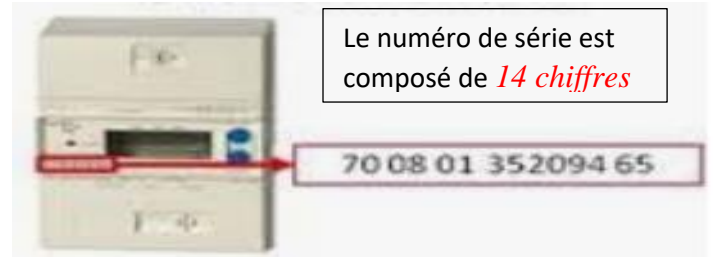 Le numéro de série est
composé de 14 chiffres
70 08 01 352094 65